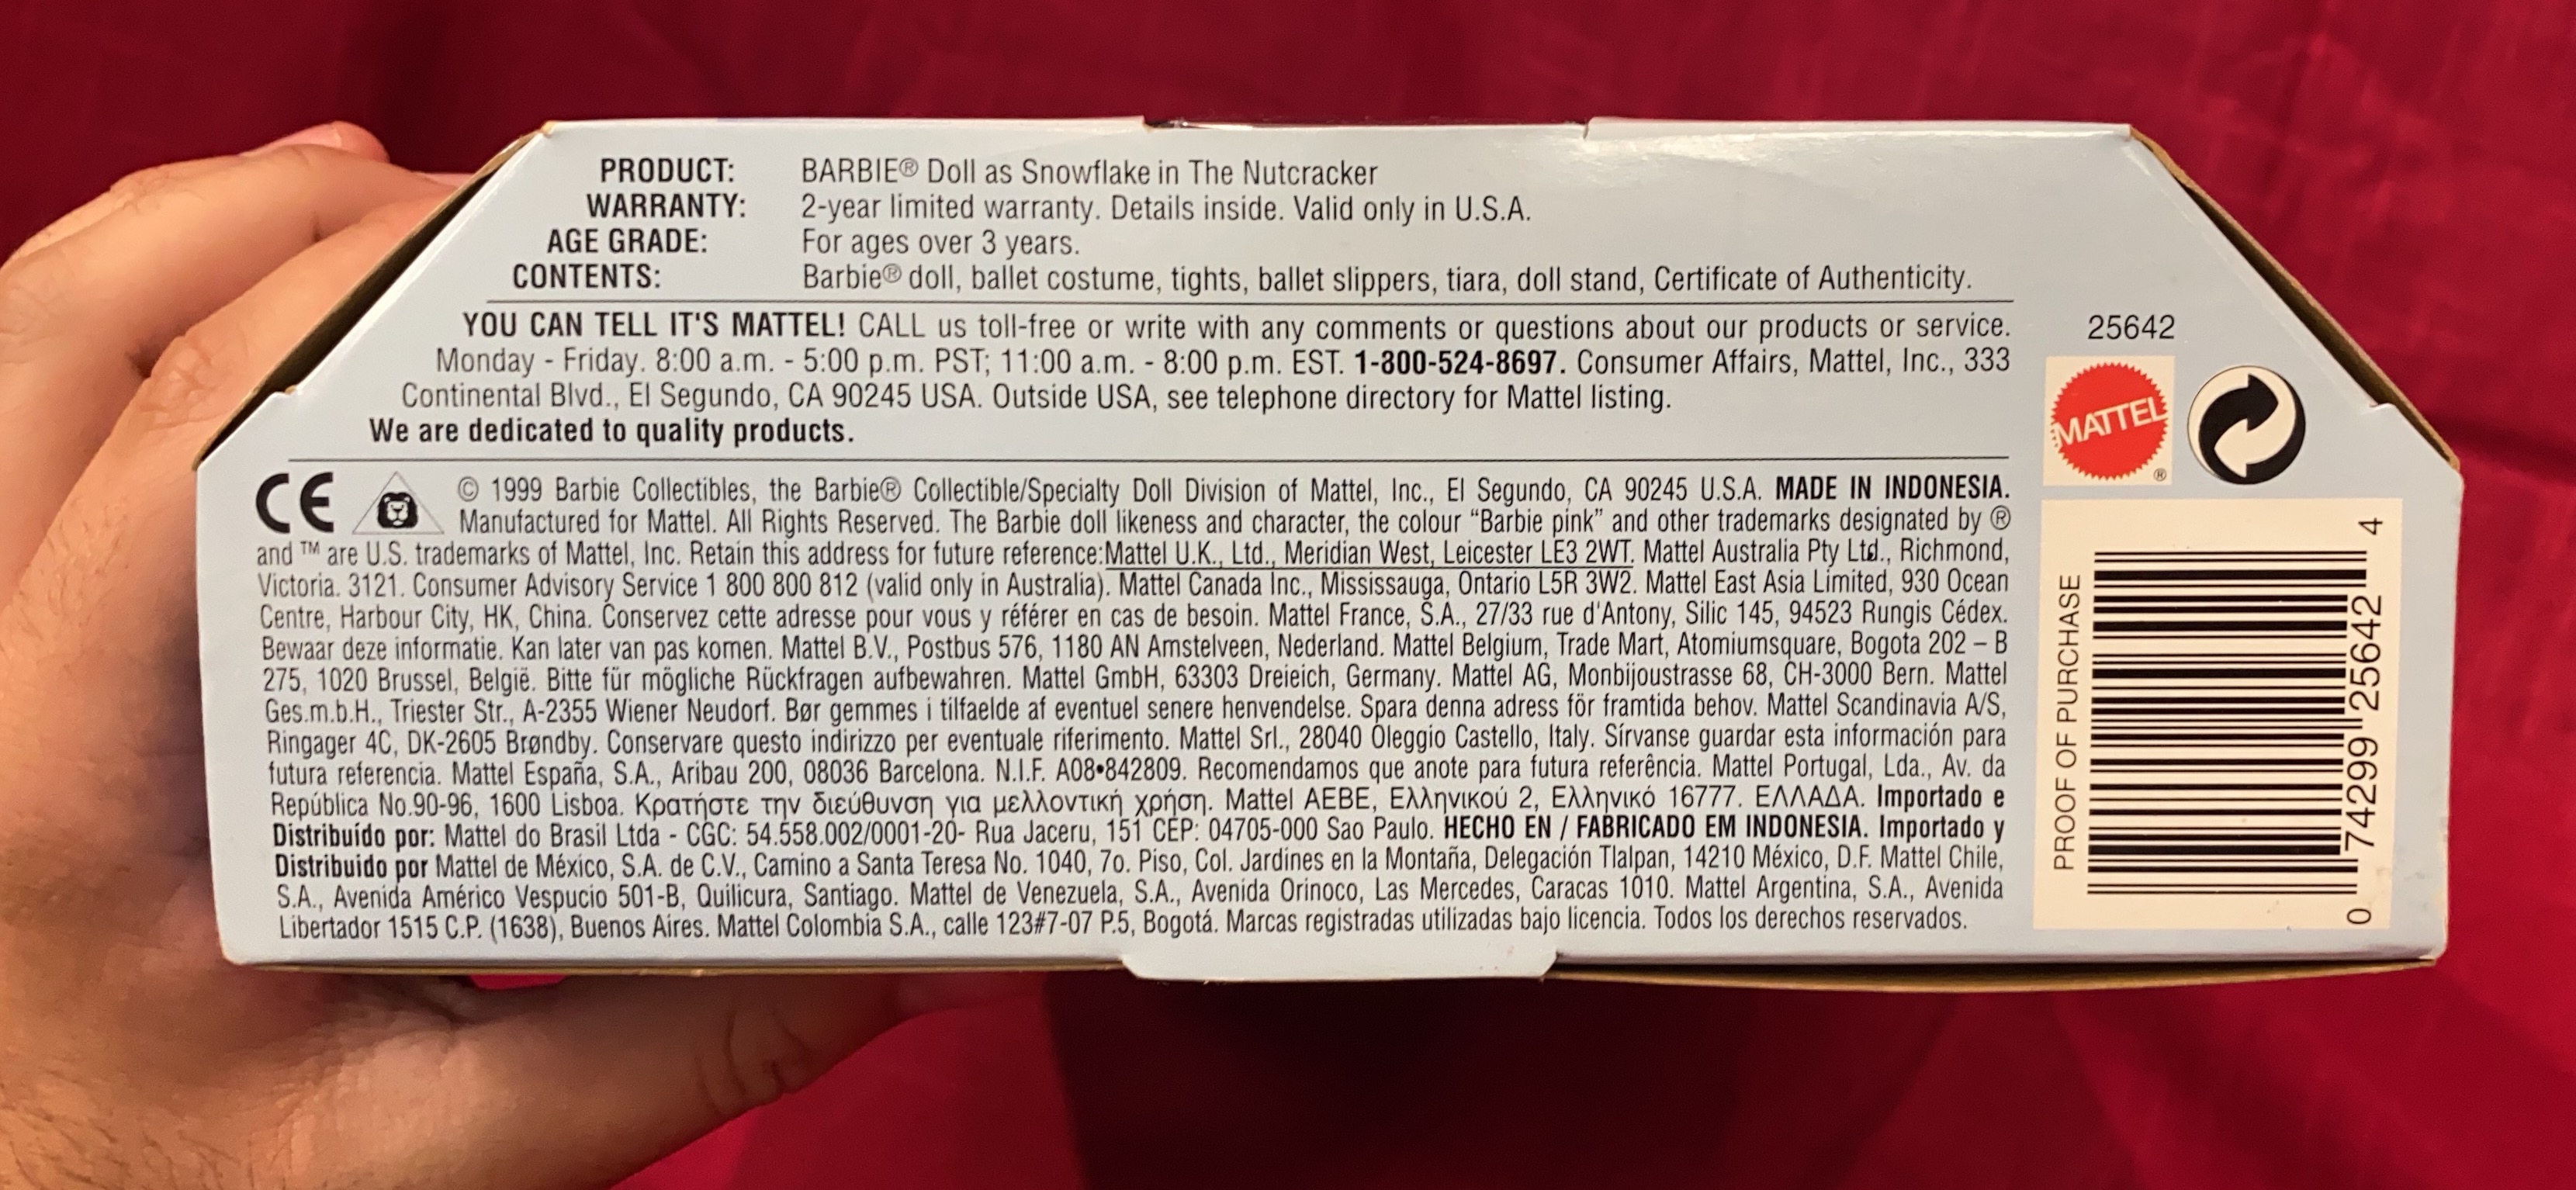 PRODUCT: BARBIE® Doll as Snowflake in The Nutcracker
WARRANTY: 2-year limited warranty. Details inside. Valid only in U.S.A.
AGE GRADE: For ages over 3 years.
CONTENTS: Barbie® doll, ballet costume, tights, ballet slippers, tiara, doll stand, Certificate of Authenticity.
YOU CAN TELL IT'S MATTEL! CALL us toll-free or write with any comments or questions about our products or service.
Monday - Friday. 8:00 a.m. - 5:00 p.m. PST; 11:00 a.m. - 8:00 p.m. EST. 1-800-524-8697. Consumer Affairs, Mattel, Inc., 333
Continental Blvd., El Segundo, CA 90245 USA. Outside USA, see telephone directory for Mattel listing.
We are dedicated to quality products.
CE © 1999 Barbie Collectibles, the Barbie® Collectible/Specialty Doll Division of Mattel, Inc., El Segundo, CA 90245 U.S.A. MADE IN INDONESIA.
Manufactured for Mattel. All Rights Reserved. The Barbie doll likeness and character, the colour “Barbie pink” and other trademarks designated by ®
and ™ are U.S. trademarks of Mattel, Inc. Retain this address for future reference:Mattel U.K., Ltd., Meridian West, Leicester LE3 2WT. Mattel Australia Pty Ltd., Richmond,
Victoria. 3121. Consumer Advisory Service 1 800 800 812 (valid only in Australia). Mattel Canada Inc., Mississauga, Ontario L5R 3W2. Mattel East Asia Limited, 930 Ocean
Centre, Harbour City, HK, China. Conservez cette adresse pour vous y référer en cas de besoin. Mattel France, S.A., 27/33 rue d'Antony, Silic 145, 94523 Rungis Cédex.
Bewaar deze informatie. Kan later van pas komen. Mattel B.V., Postbus 576, 1180 AN Amstelveen, Nederland. Mattel Belgium, Trade Mart, Atomiumsquare, Bogota 202 – B
275, 1020 Brussel, België. Bitte für mögliche Rückfragen aufbewahren. Mattel GmbH, 63303 Dreieich, Germany. Mattel AG, Monbijoustrasse 68, CH-3000 Bern. Mattel
Ges.m.b.H., Triester Str., A-2355 Wiener Neudorf. Bør gemmes i tilfaelde af eventuel senere henvendelse. Spara denna adress för framtida behov. Mattel Scandinavia A/S,
Ringager 4C, DK-2605 Brøndby. Conservare questo indirizzo per eventuale riferimento. Mattel Srl., 28040 Oleggio Castello, Italy. Sírvanse guardar esta información para
futura referencia. Mattel España, S.A., Aribau 200, 08036 Barcelona. N.I.F. A08•842809. Recomendamos que anote para futura referência. Mattel Portugal, Lda., Av. da
República No.90-96, 1600 Lisboa. Κρατήστε την διεύθυνση για μελλοντική χρήση. Mattel AEBE, Ελληνικού 2, Ελληνικό 16777. ΕΛΛΑΔΑ. Importado e
Distribuído por: Mattel do Brasil Ltda - CGC: 54.558.002/0001-20- Rua Jaceru, 151 CEP: 04705-000 Sao Paulo. HECHO EN / FABRICADO EM INDONESIA. Importado y
Distribuido por Mattel de México, S.A. de C.V., Camino a Santa Teresa No. 1040, 7o. Piso, Col. Jardines en la Montaña, Delegación Tlalpan, 14210 México, D.F. Mattel Chile,
S.A., Avenida Américo Vespucio 501-B, Quilicura, Santiago. Mattel de Venezuela, S.A., Avenida Orinoco, Las Mercedes, Caracas 1010. Mattel Argentina, S.A., Avenida
Libertador 1515 C.P. (1638), Buenos Aires. Mattel Colombia S.A., calle 123#7-07 P.5, Bogotá. Marcas registradas utilizadas bajo licencia. Todos los derechos reservados.
25642
MATTEL ®
PROOF OF PURCHASE
0 74299 25642 4